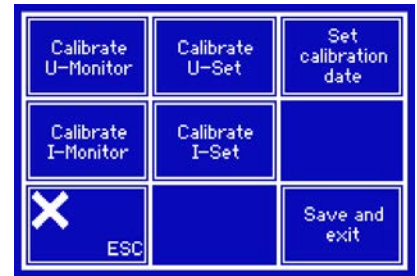 Calibrate
U-Monitor
Calibrate
U-Set
Set
calibration
date
Calibrate
I-Monitor
Calibrate
I-Set
ESC
Save and
exit